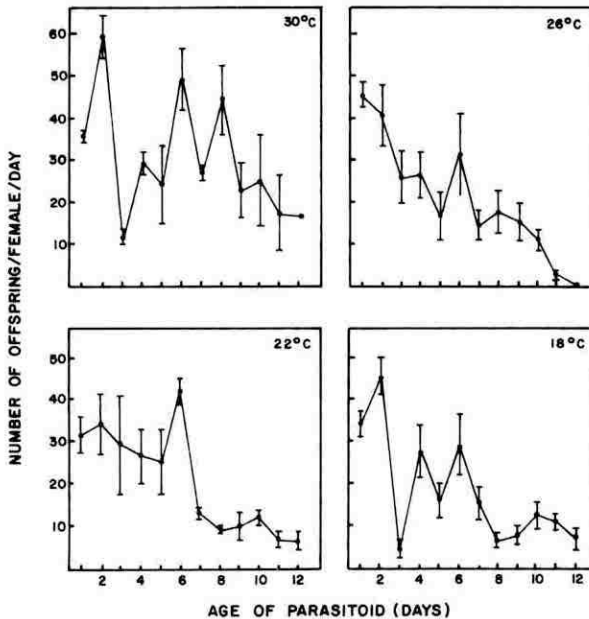 30°C
26°C
60
50
40
30
20
10
NUMBER OF OFFSPRING/FEMALE/DAY
22°C
18°C
50
40
30
20
10
2 4 6 8 10 12
2 4 6 8 10 12
AGE OF PARASITOID (DAYS)